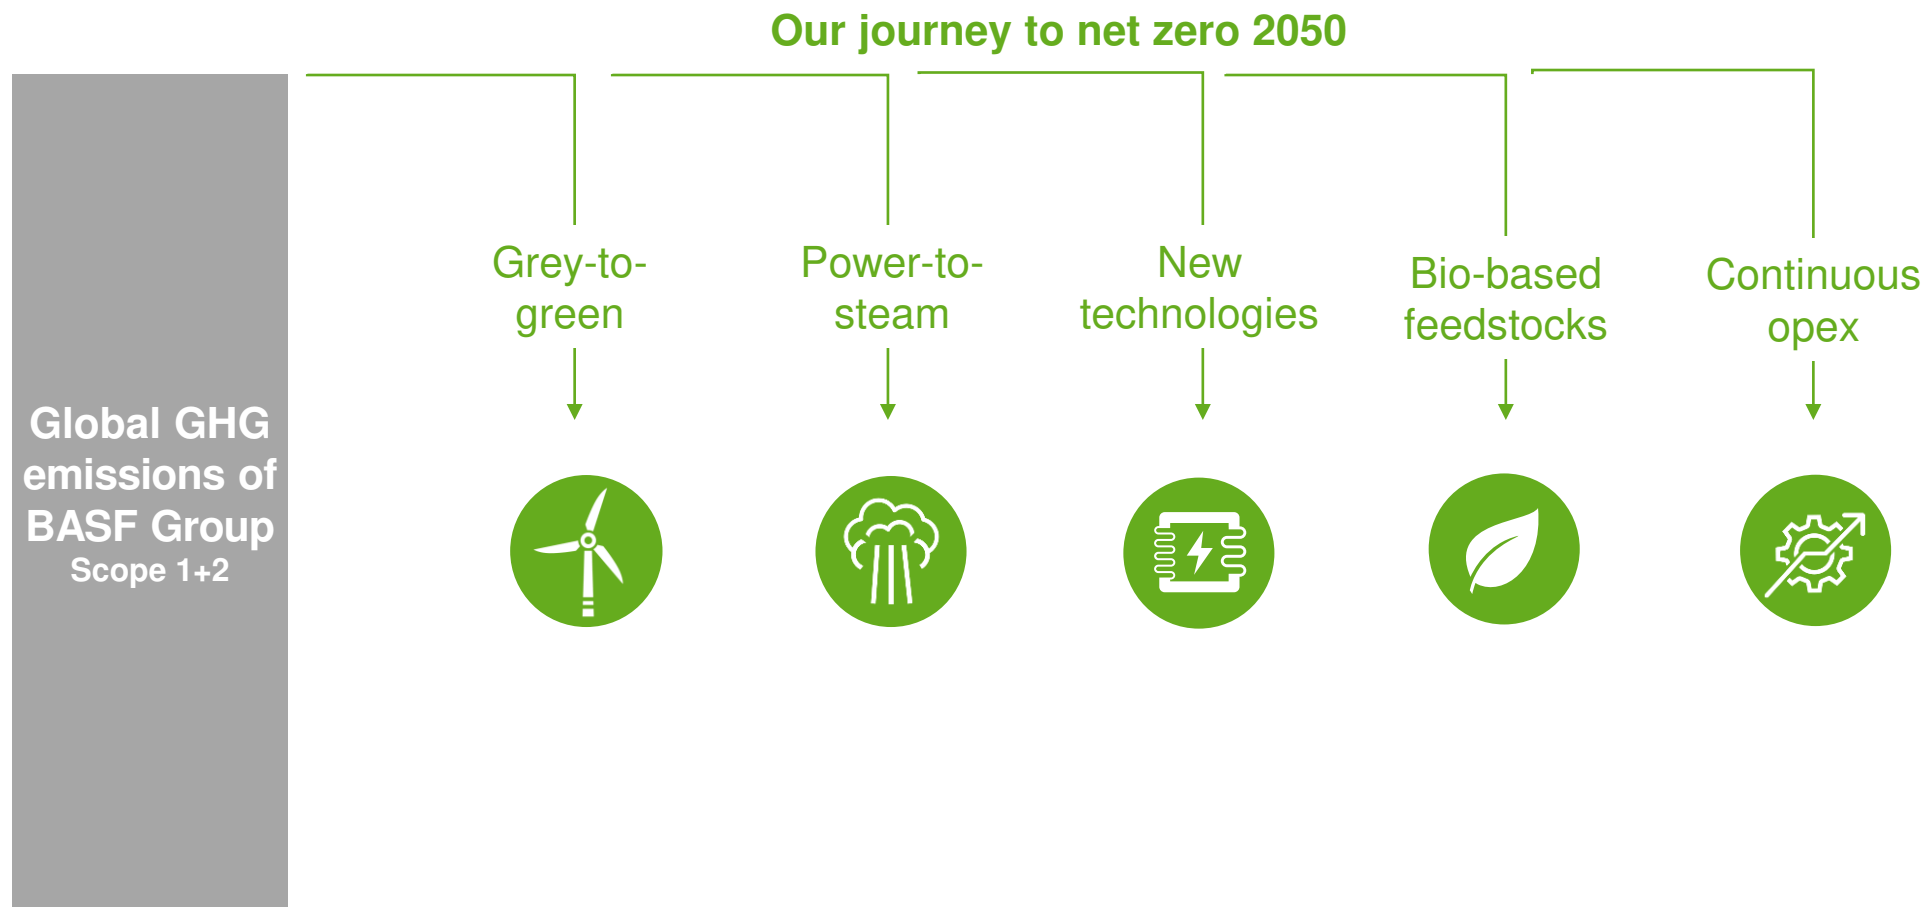 Our journey to net zero 2050
Global GHG
emissions of
BASF Group
Scope 1+2
Grey-to-
green
Power-to-
steam
New
technologies
Bio-based
feedstocks
Continuous
opex